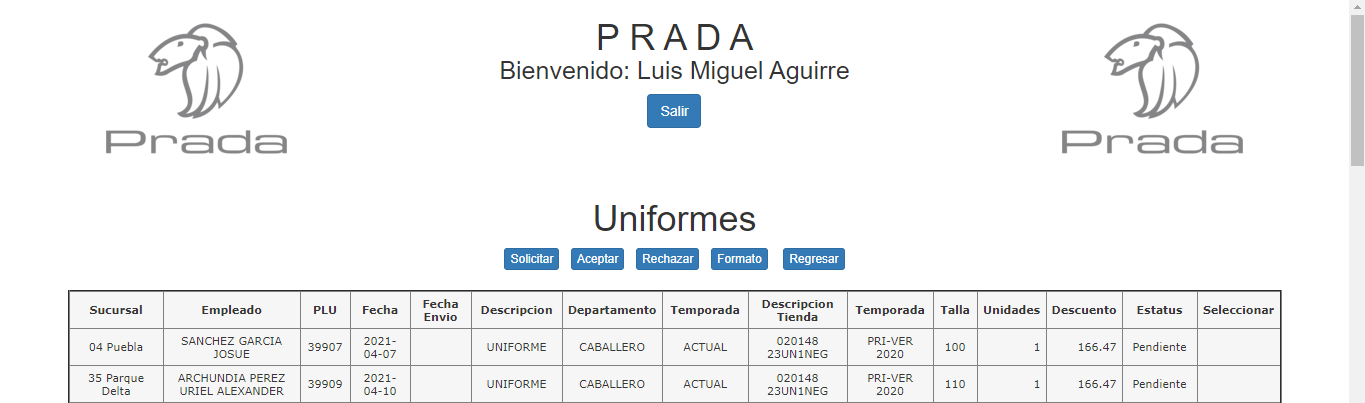 Prada
P R A D A
Bienvenido: Luis Miguel Aguirre
Salir
Prada
Uniformes
Solicitar Aceptar Rechazar Formato Regresar
Sucursal Empleado PLU Fecha Fecha Envio Descripcion Departamento Temporada Descripcion Tienda Temporada Talla Unidades Descuento Estatus Seleccionar
04 Puebla SANCHEZ GARCIA JOSUE 39907 2021-04-07 UNIFORME CABALLERO ACTUAL 020148 23UN1NEG PRI-VER 2020 100 1 166.47 Pendiente
35 Parque Delta ARCHUNDIA PEREZ URIEL ALEXANDER 39909 2021-04-10 UNIFORME CABALLERO ACTUAL 020148 23UN1NEG PRI-VER 2020 110 1 166.47 Pendiente